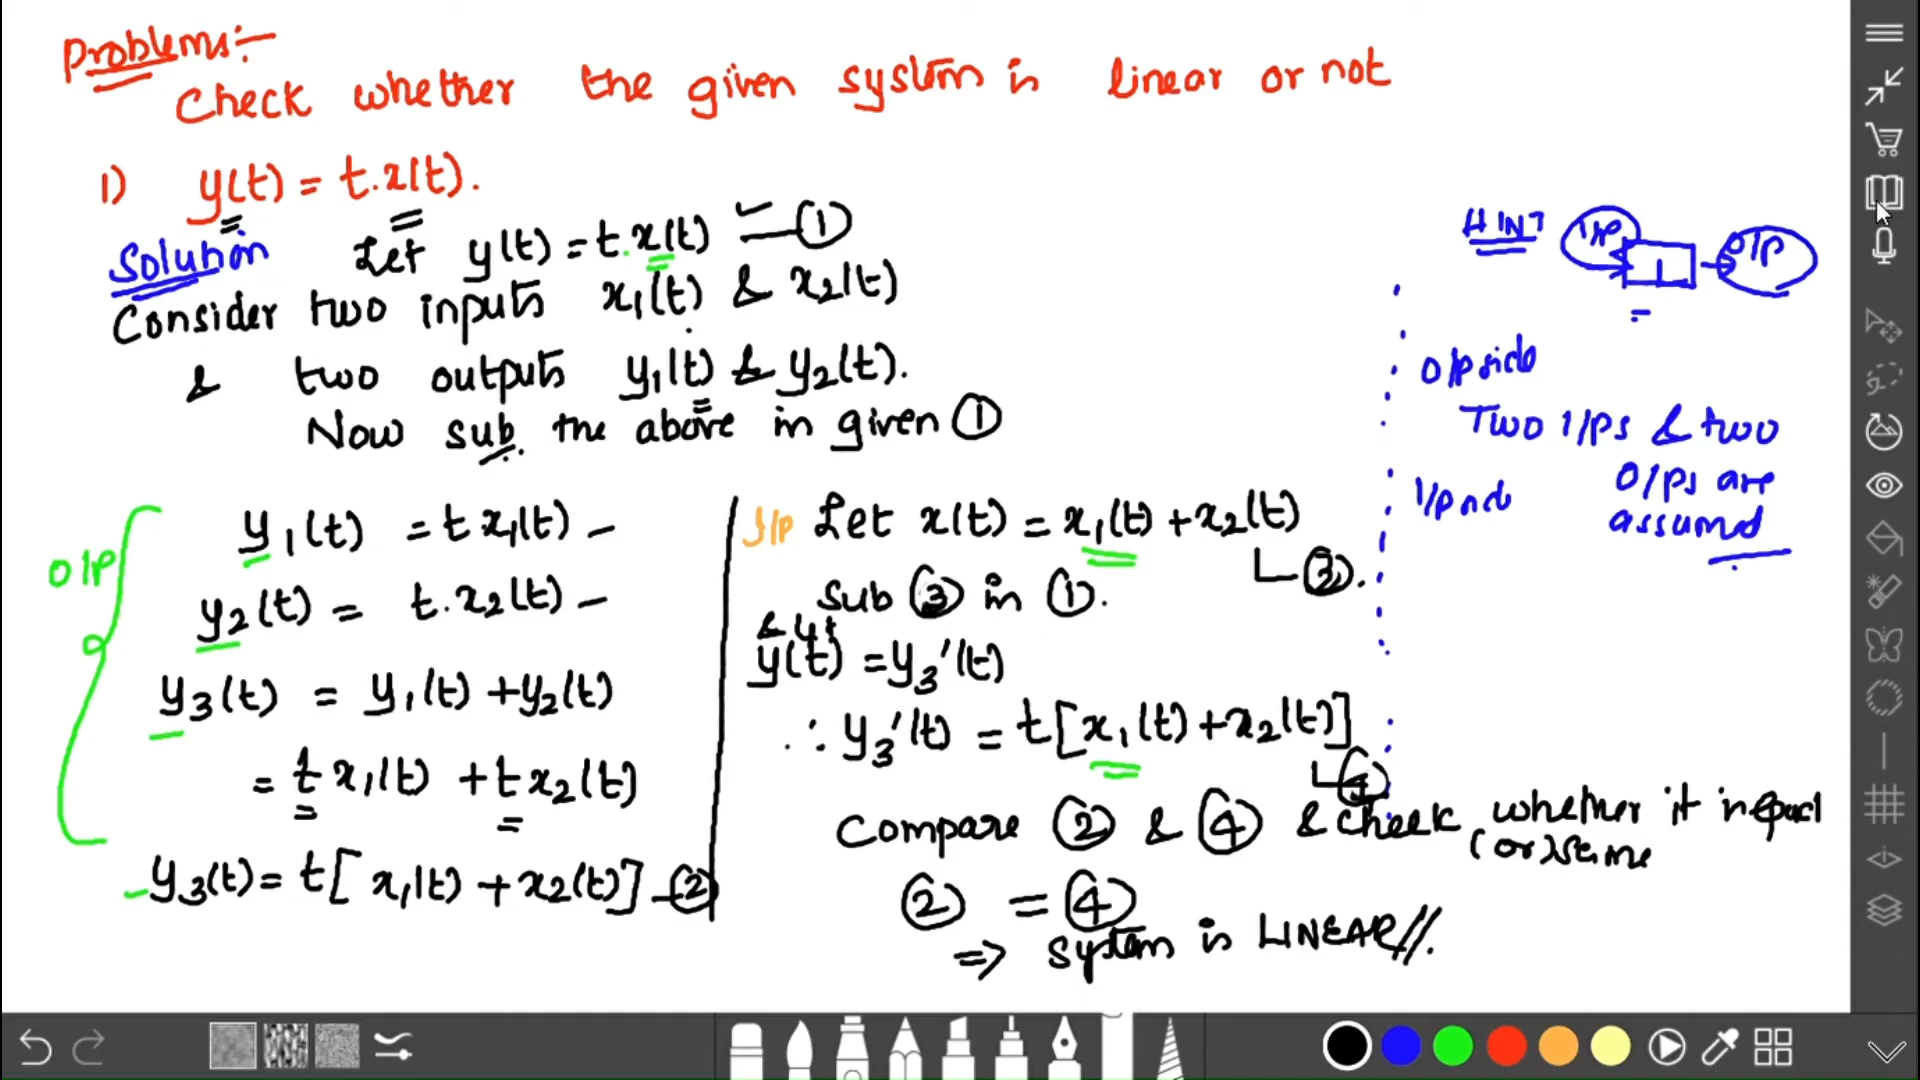 Problems:-
Check whether the given system is linear or not
1) y(t) = t.x(t).
Solution Let y(t) = t.x(t) — ①
Consider two inputs x₁(t) & x₂(t)
& two outputs y₁(t) & y₂(t).
Now sub. the above in given ①
O/P
y₁(t) = t x₁(t) –
y₂(t) = t.x₂(t) –
y₃(t) = y₁(t) + y₂(t)
= t x₁(t) + t x₂(t)
y₃(t) = t[x₁(t) + x₂(t)] – ②
I/P Let x(t) = x₁(t) + x₂(t)
– ③.
Sub ③ in ①.
& let
y(t) = y₃'(t)
∴ y₃'(t) = t[x₁(t) + x₂(t)]
– ④
Compare ② & ④ & check whether it is equal
(or) same
② = ④
=> system is LINEAR//.
HINT I/P O/P
O/P side
Two I/Ps & two
O/Ps are
assumed
I/P